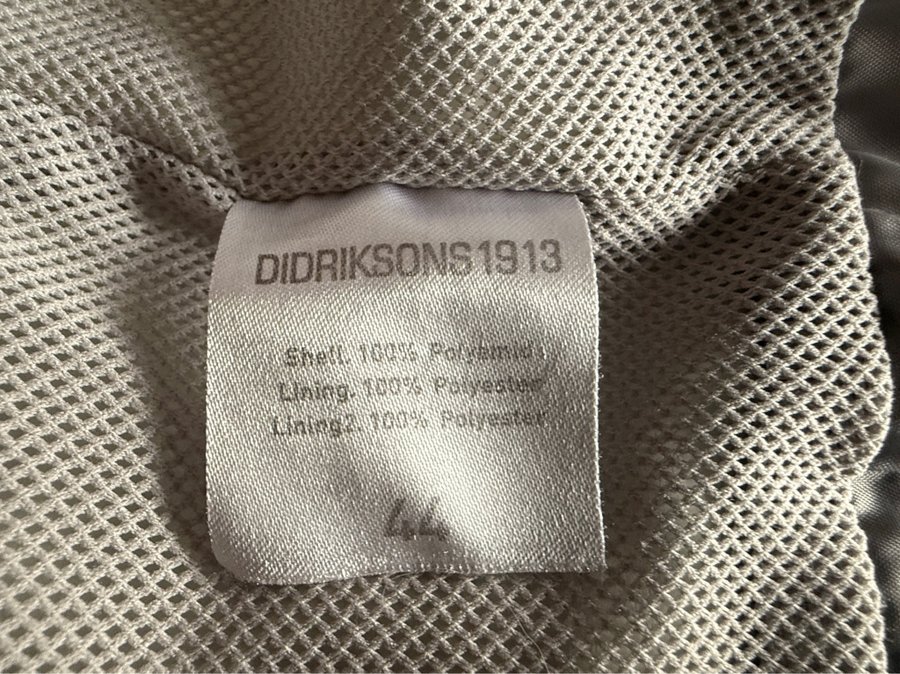 DIDRIKSONS1913
Shell. 100% Polyamid
Lining. 100% Polyester
Lining2. 100% Polyester
44